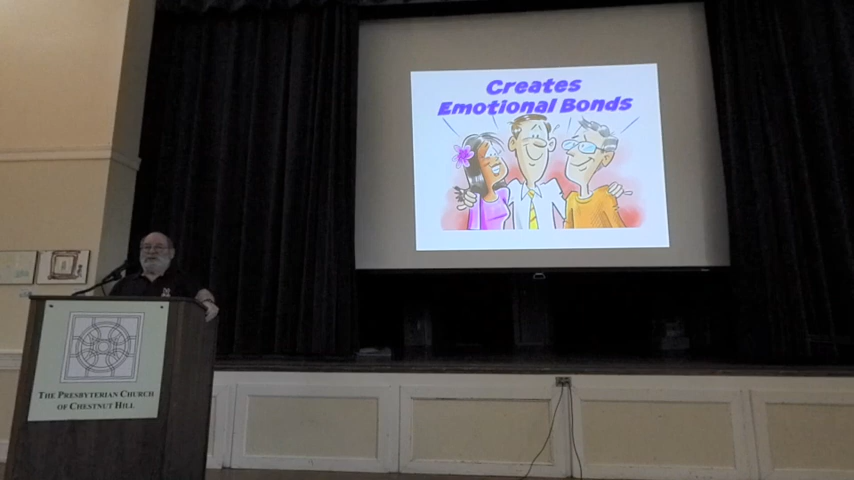 Creates
Emotional Bonds
THE PRESBYTERIAN CHURCH
OF CHESTNUT HILL